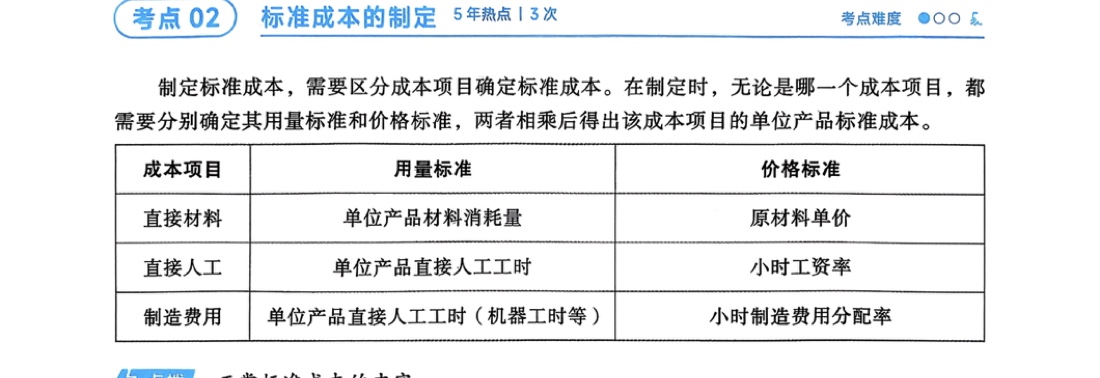 考点 02 标准成本的制定 5 年热点 | 3 次 考点难度
制定标准成本，需要区分成本项目确定标准成本。在制定时，无论是哪一个成本项目，都
需要分别确定其用量标准和价格标准，两者相乘后得出该成本项目的单位产品标准成本。
成本项目 用量标准 价格标准
直接材料 单位产品材料消耗量 原材料单价
直接人工 单位产品直接人工工时 小时工资率
制造费用 单位产品直接人工工时（机器工时等） 小时制造费用分配率